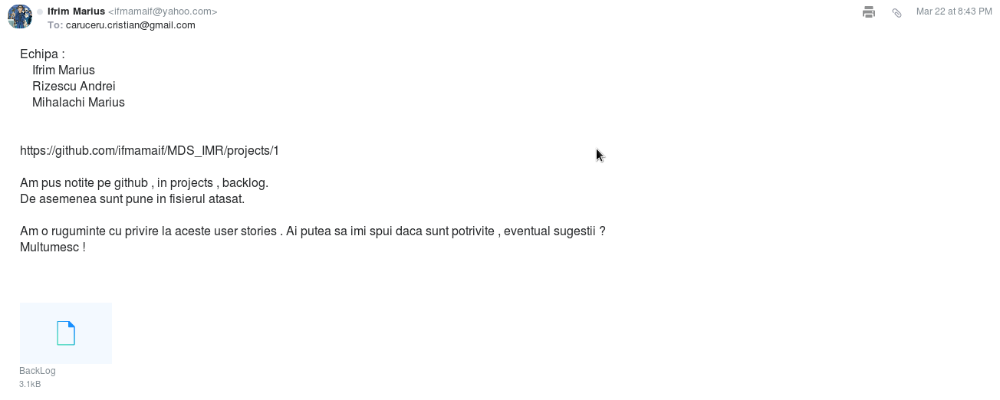 Ifrim Marius <ifmamaif@yahoo.com>
Mar 22 at 8:43 PM
To: caruceru.cristian@gmail.com
Echipa :
Ifrim Marius
Rizescu Andrei
Mihalachi Marius
https://github.com/ifmamaif/MDS_IMR/projects/1
Am pus notite pe github , in projects , backlog.
De asemenea sunt pune in fisierul atasat.
Am o ruguminte cu privire la aceste user stories . Ai putea sa imi spui daca sunt potrivite , eventual sugestii ?
Multumesc !
BackLog
3.1kB